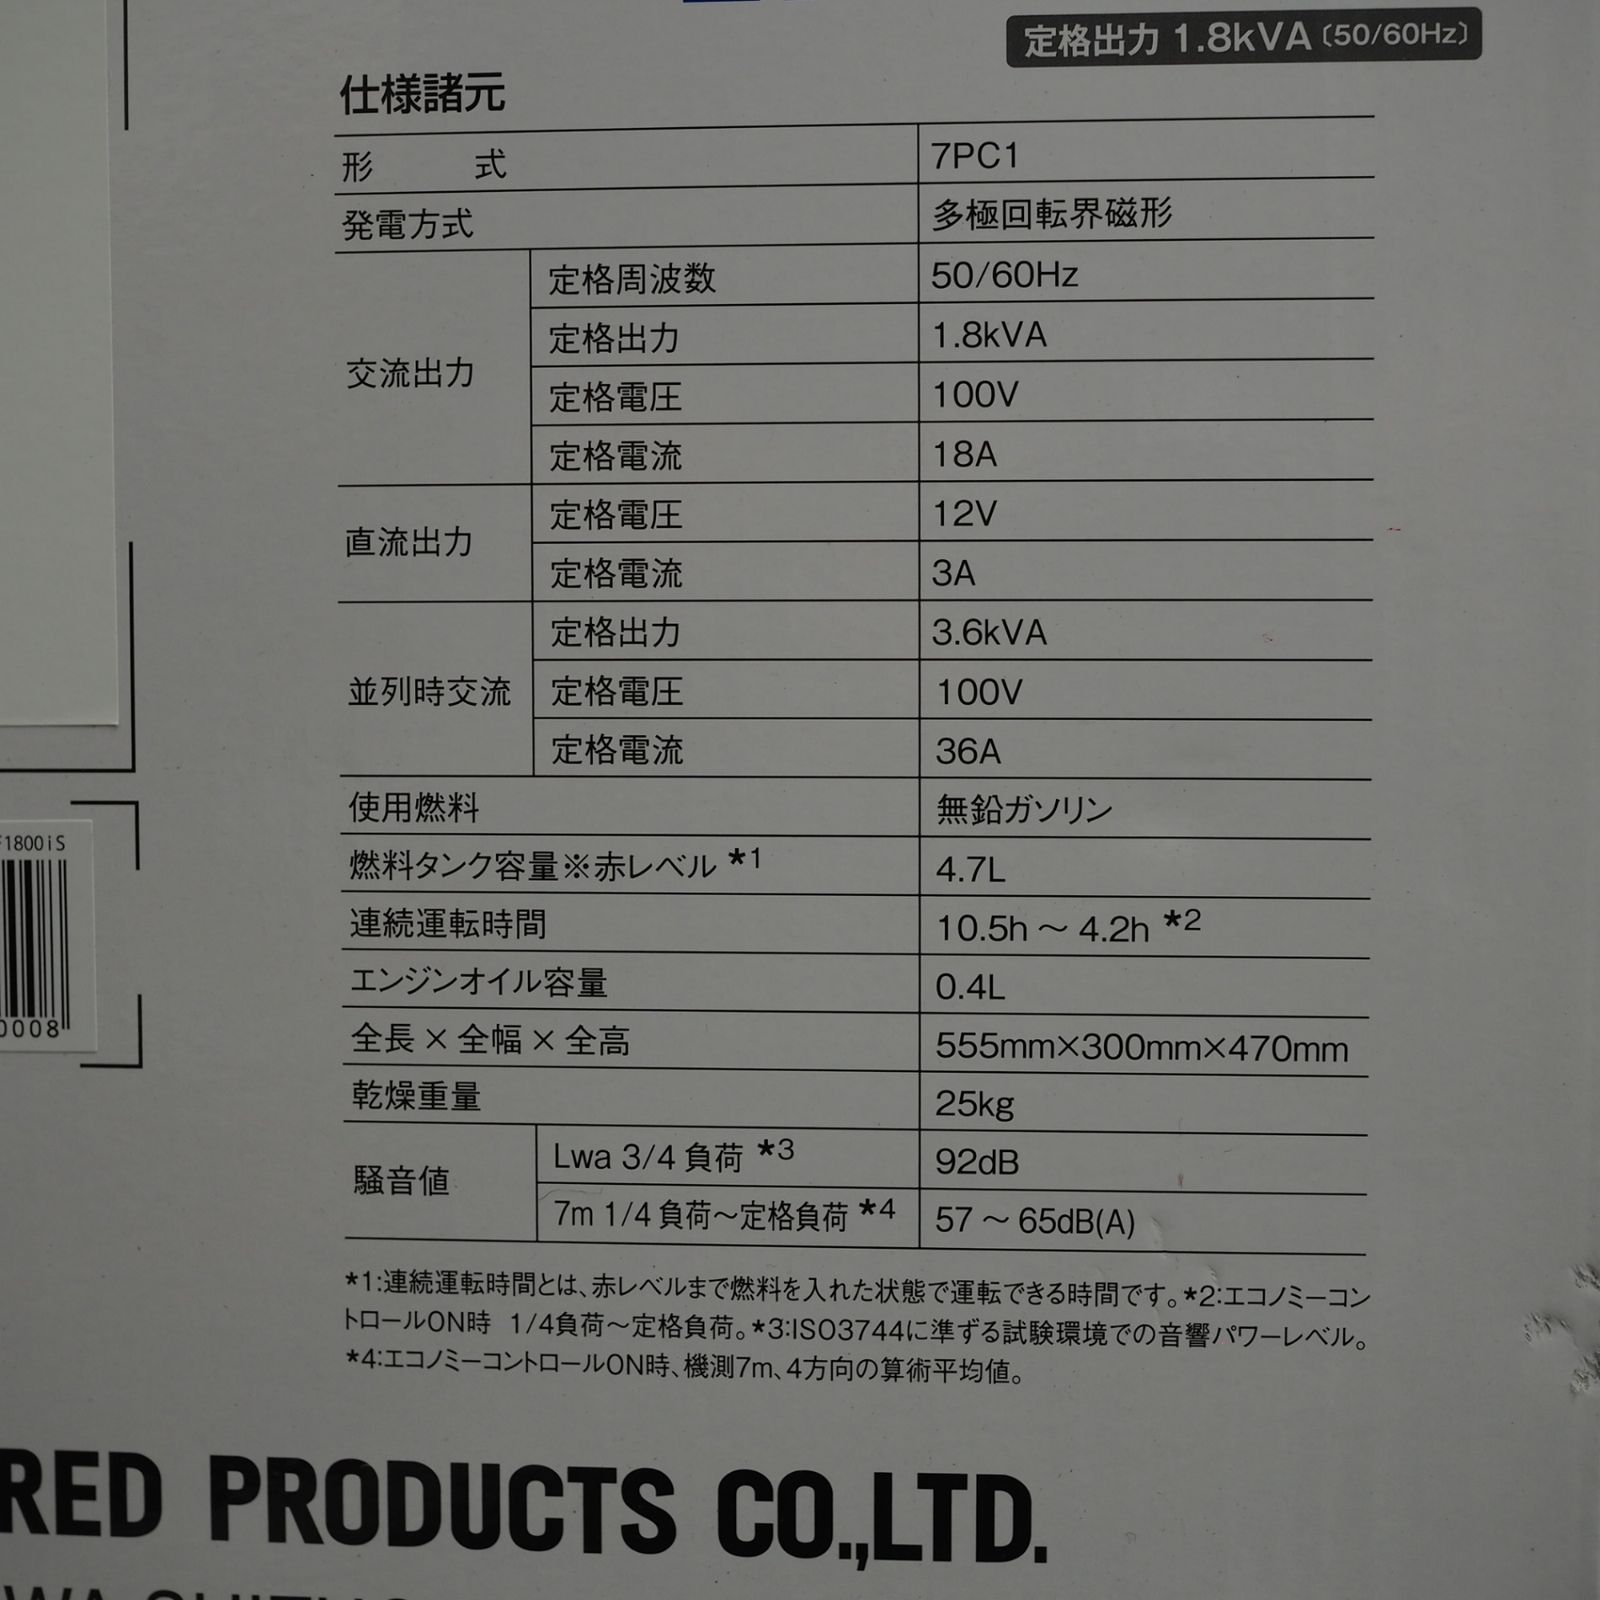 定格出力 1.8kVA〔50/60Hz〕
仕様諸元
形 式 7PC1
発電方式 多極回転界磁形
交流出力 定格周波数 50/60Hz
定格出力 1.8kVA
定格電圧 100V
定格電流 18A
直流出力 定格電圧 12V
定格電流 3A
並列時交流 定格出力 3.6kVA
定格電圧 100V
定格電流 36A
使用燃料 無鉛ガソリン
燃料タンク容量※赤レベル *1 4.7L
連続運転時間 10.5h ～ 4.2h *2
エンジンオイル容量 0.4L
全長 × 全幅 × 全高 555mm×300mm×470mm
乾燥重量 25kg
騒音値 Lwa 3/4 負荷 *3 92dB
7m 1/4 負荷～定格負荷 *4 57 ～ 65dB(A)
*1:連続運転時間とは、赤レベルまで燃料を入れた状態で運転できる時間です。*2:エコノミーコン
トロールON時 1/4負荷～定格負荷。*3:ISO3744に準ずる試験環境での音響パワーレベル。
*4:エコノミーコントロールON時、機測7m、4方向の算術平均値。
F1800iS
0008
RED PRODUCTS CO.,LTD.